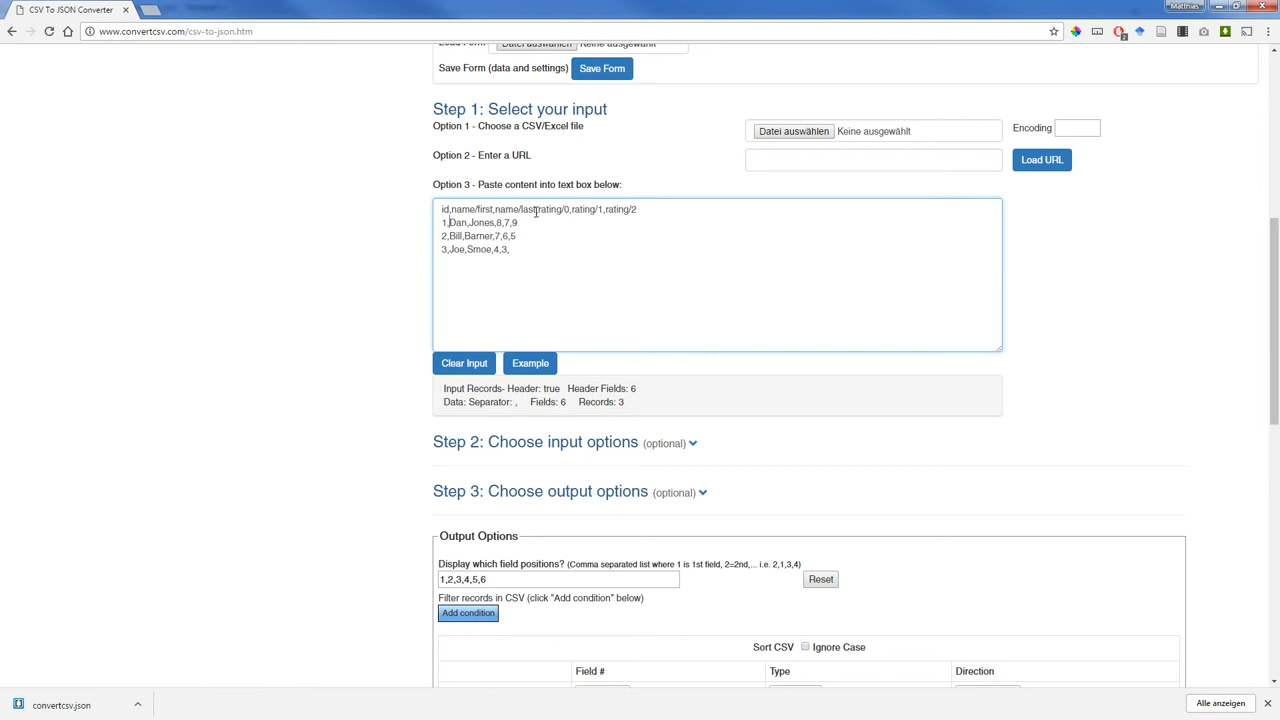 CSV To JSON Converter
Matthias
www.convertcsv.com/csv-to-json.htm
2
Datei auswählen Keine ausgewählt
Save Form (data and settings) Save Form
Step 1: Select your input
Option 1 - Choose a CSV/Excel file Datei auswählen Keine ausgewählt Encoding
Option 2 - Enter a URL Load URL
Option 3 - Paste content into text box below:
id,name/first,name/last,rating/0,rating/1,rating/2
1,Dan,Jones,8,7,9
2,Bill,Barner,7,6,5
3,Joe,Smoe,4,3,
Clear Input Example
Input Records- Header: true Header Fields: 6
Data: Separator: , Fields: 6 Records: 3
Step 2: Choose input options (optional)
Step 3: Choose output options (optional)
Output Options
Display which field positions? (Comma separated list where 1 is 1st field, 2=2nd,... i.e. 2,1,3,4)
1,2,3,4,5,6 Reset
Filter records in CSV (click "Add condition" below)
Add condition
Sort CSV Ignore Case
Field # Type Direction
convertcsv.json Alle anzeigen